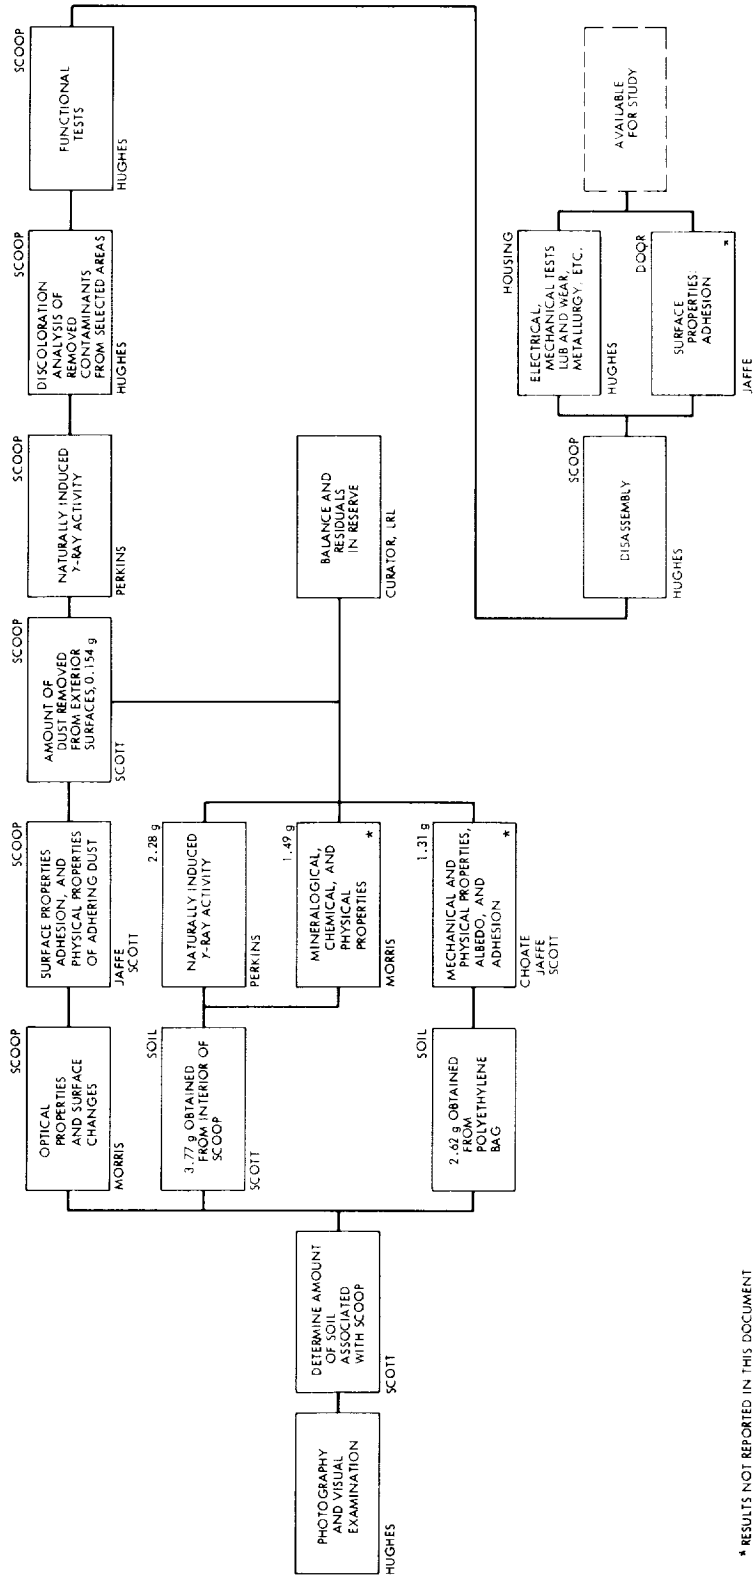 PHOTOGRAPHY
AND VISUAL
EXAMINATION
HUGHES
DETERMINE AMOUNT
OF SOIL
ASSOCIATED
WITH SCOOP
SCOTT
SCOOP
OPTICAL
PROPERTIES
AND SURFACE
CHANGES
MORRIS
SCOOP
SURFACE PROPERTIES
ADHESION, AND
PHYSICAL PROPERTIES
OF ADHERING DUST
JAFFE
SCOTT
SCOOP
AMOUNT OF
DUST REMOVED
FROM EXTERIOR
SURFACES, 0.154 g
SCOTT
SCOOP
NATURALLY INDUCED
γ-RAY ACTIVITY
PERKINS
SCOOP
DISCOLORATION
ANALYSIS OF
REMOVED
CONTAMINANTS
FROM SELECTED AREAS
HUGHES
SCOOP
FUNCTIONAL
TESTS
HUGHES
SOIL
3.77 g OBTAINED
FROM INTERIOR OF
SCOOP
SCOTT
2.28 g
NATURALLY INDUCED
γ-RAY ACTIVITY
PERKINS
1.49 g
MINERALOGICAL,
CHEMICAL, AND
PHYSICAL
PROPERTIES
*
MORRIS
BALANCE AND
RESIDUALS
IN RESERVE
CURATOR, LRL
SOIL
2.62 g OBTAINED
FROM
POLYETHYLENE
BAG
1.31 g
MECHANICAL AND
PHYSICAL PROPERTIES,
ALBEDO, AND
ADHESION
*
CHOATE
JAFFE
SCOTT
SCOOP
DISASSEMBLY
HUGHES
HOUSING
ELECTRICAL,
MECHANICAL TESTS
LUB AND WEAR,
METALLURGY, ETC.
HUGHES
DOOR
SURFACE
PROPERTIES:
ADHESION
*
JAFFE
AVAILABLE
FOR STUDY
* RESULTS NOT REPORTED IN THIS DOCUMENT